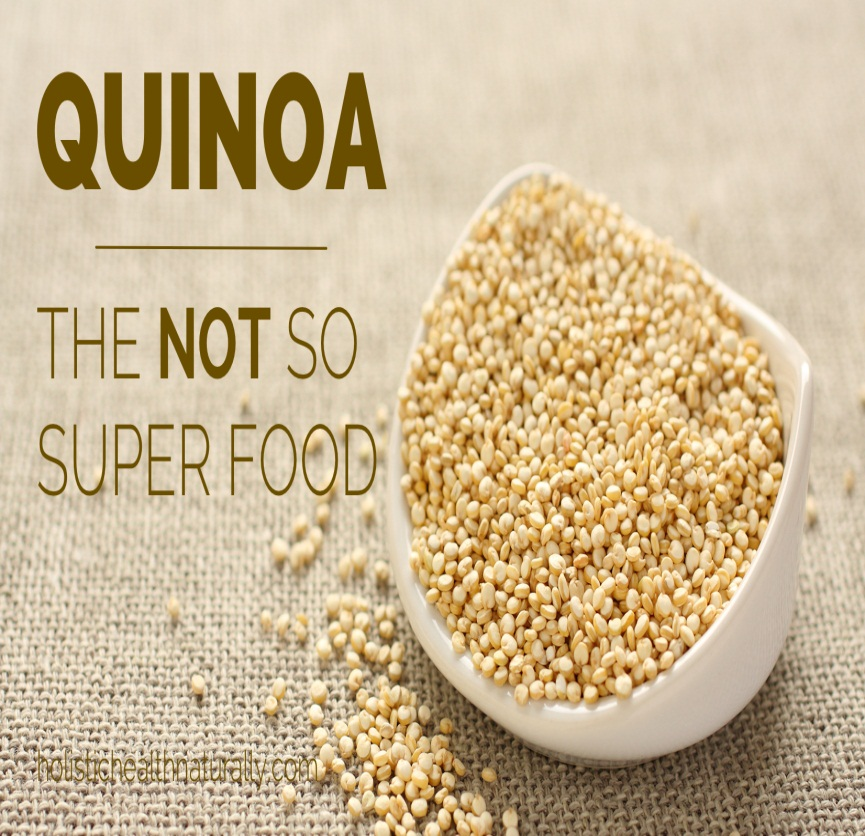 QUINOA
THE NOT SO
SUPER FOOD
holistichealthnaturally.com